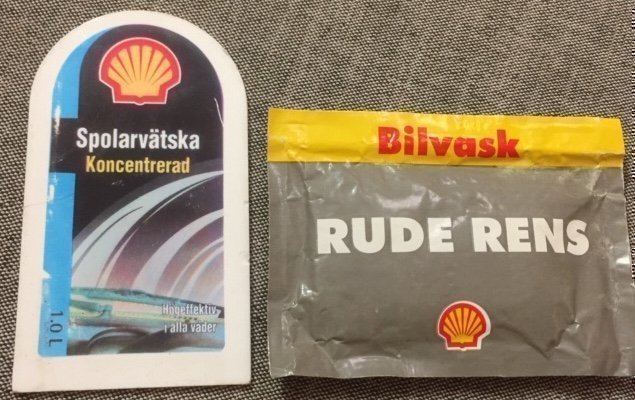 Spolarvätska
Koncentrerad
Högeffektiv
i alla väder
1.0 L
Bilvask
RUDE RENS